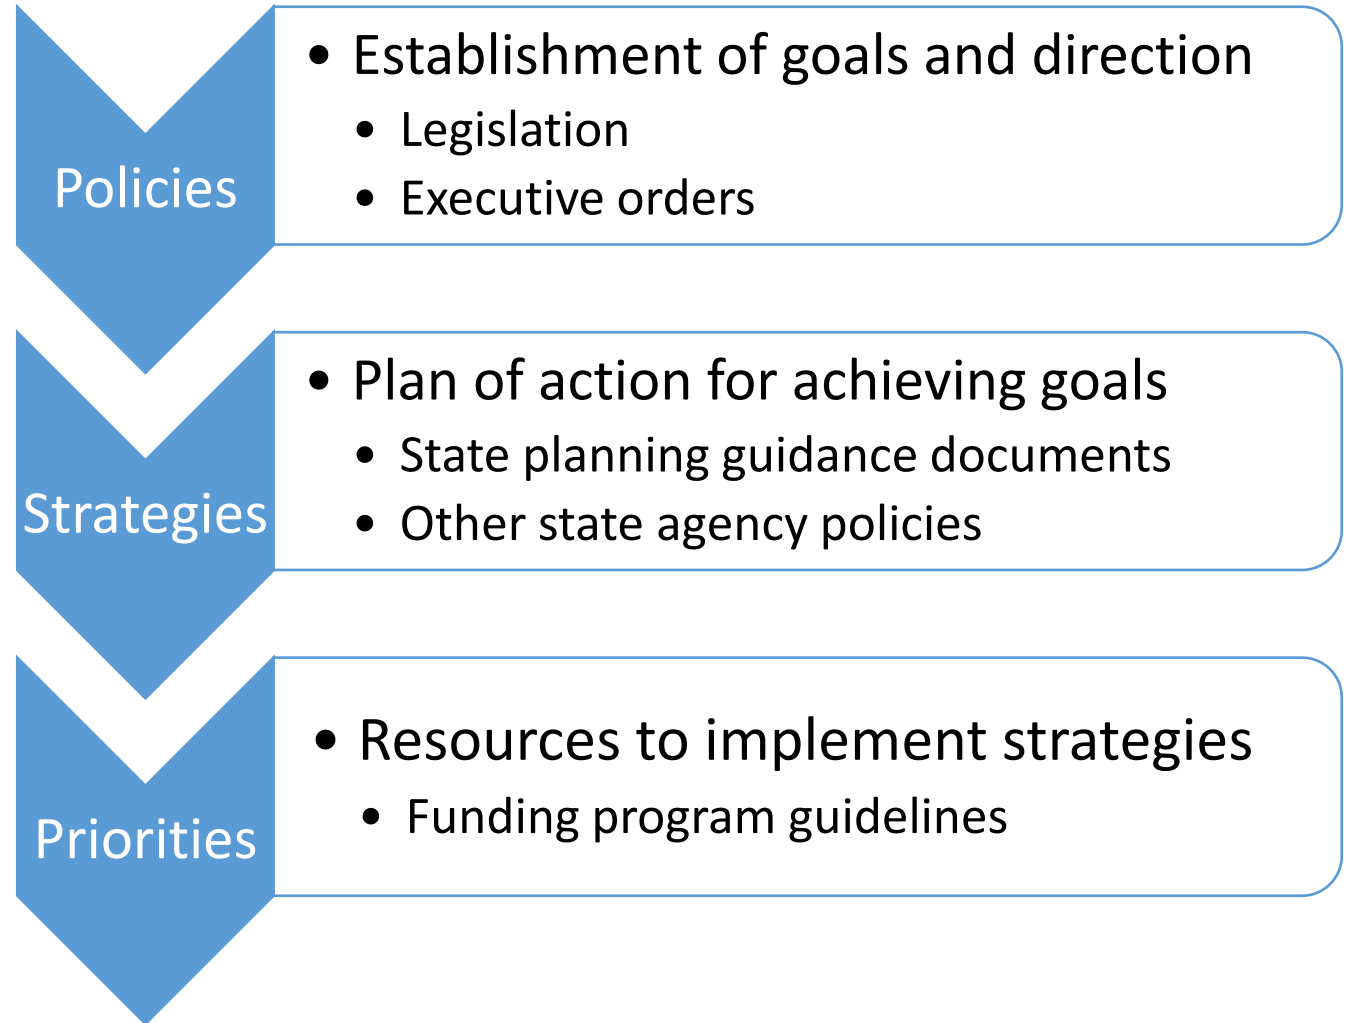 Policies
• Establishment of goals and direction
• Legislation
• Executive orders
Strategies
• Plan of action for achieving goals
• State planning guidance documents
• Other state agency policies
Priorities
• Resources to implement strategies
• Funding program guidelines